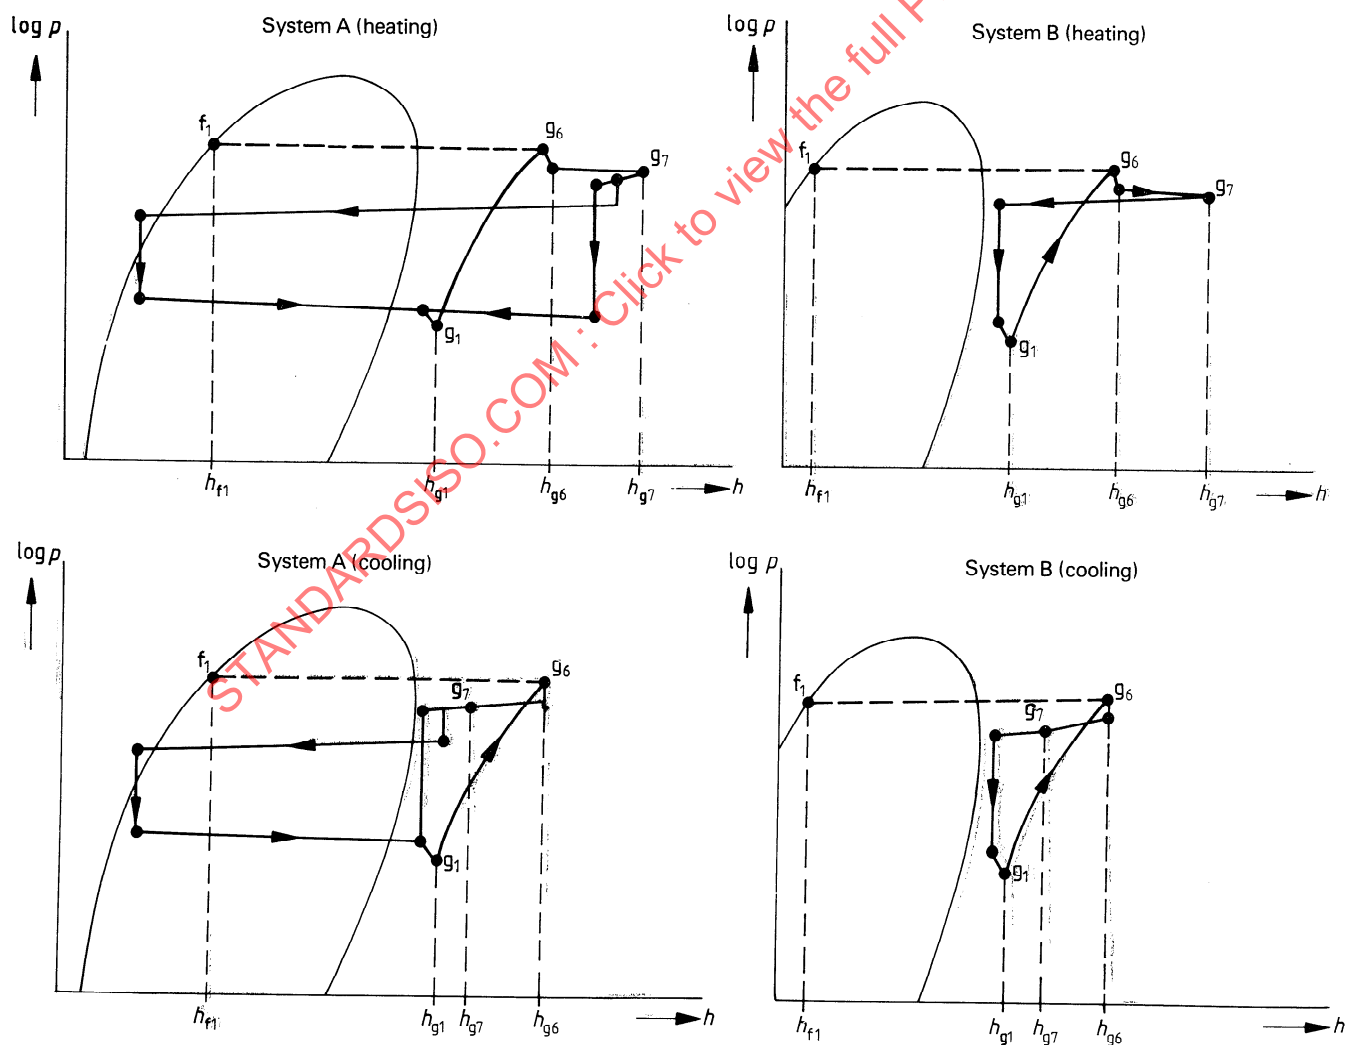 System A (heating)
log p
f1
g6
g7
g1
hf1
hg1
hg6
hg7
h
System B (heating)
log p
f1
g6
g7
g1
hf1
hg1
hg6
hg7
h
System A (cooling)
log p
f1
g7
g6
g1
hf1
hg1
hg7
hg6
h
System B (cooling)
log p
f1
g7
g6
g1
hf1
hg1
hg7
hg6
h
STANDARDSISO.COM : Click to view the full